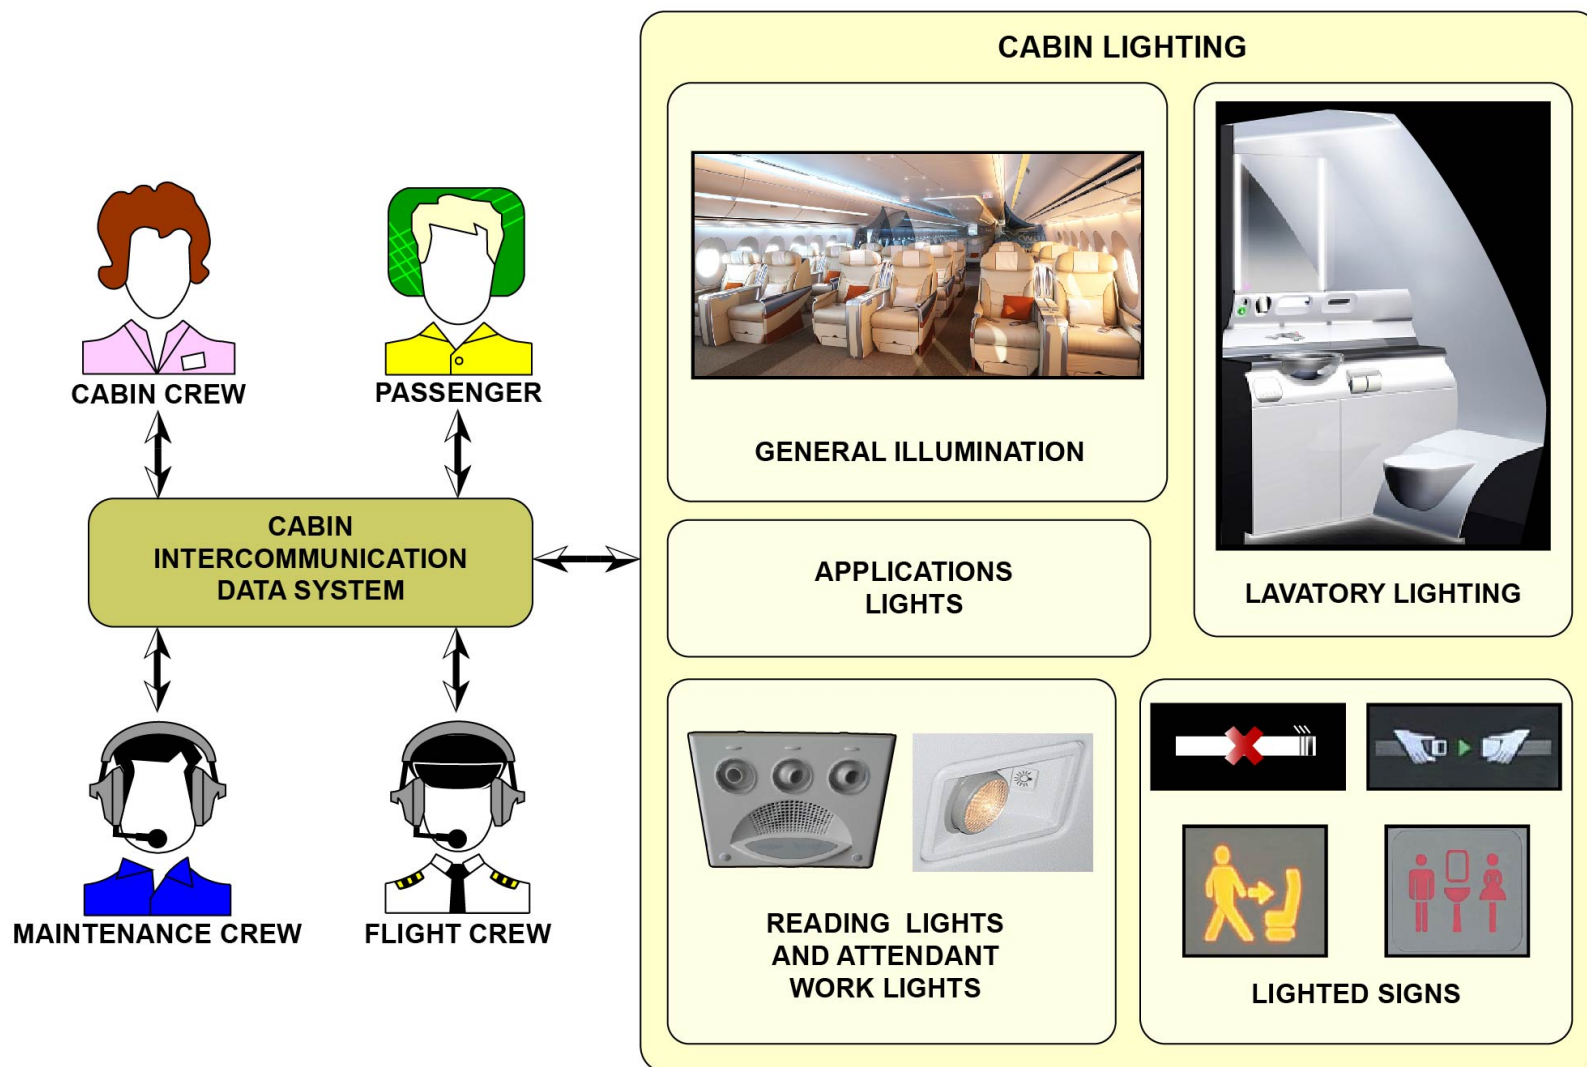 CABIN LIGHTING
CABIN CREW
PASSENGER
CABIN
INTERCOMMUNICATION
DATA SYSTEM
MAINTENANCE CREW
FLIGHT CREW
GENERAL ILLUMINATION
LAVATORY LIGHTING
APPLICATIONS
LIGHTS
READING LIGHTS
AND ATTENDANT
WORK LIGHTS
LIGHTED SIGNS